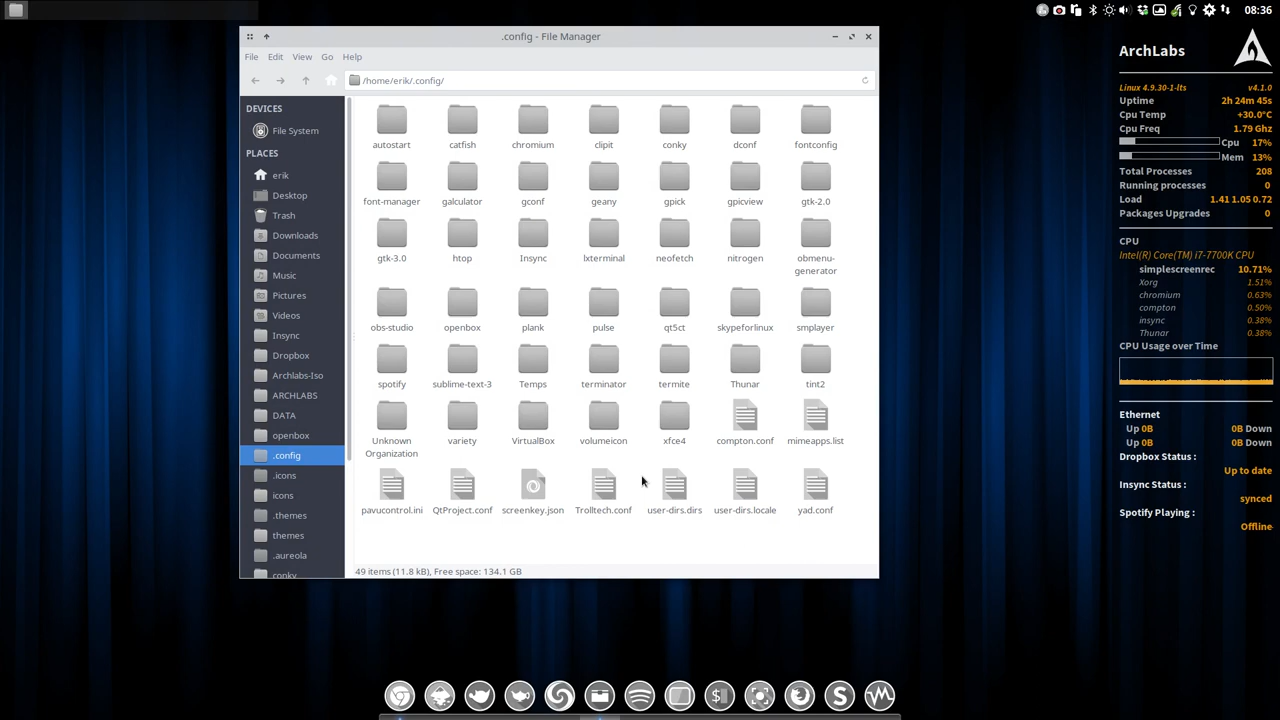 08:36
.config - File Manager
File Edit View Go Help
/home/erik/.config/
DEVICES
File System
PLACES
erik
Desktop
Trash
Downloads
Documents
Music
Pictures
Videos
Insync
Dropbox
Archlabs-Iso
ARCHLABS
DATA
openbox
.config
.icons
icons
.themes
themes
.aureola
conky
autostart catfish chromium clipit conky dconf fontconfig
font-manager galculator gconf geany gpick gpicview gtk-2.0
gtk-3.0 htop Insync lxterminal neofetch nitrogen obmenu-
generator
obs-studio openbox plank pulse qt5ct skypeforlinux smplayer
spotify sublime-text-3 Temps terminator termite Thunar tint2
Unknown variety VirtualBox volumeicon xfce4 compton.conf mimeapps.list
Organization
pavucontrol.ini QtProject.conf screenkey.json Trolltech.conf user-dirs.dirs user-dirs.locale yad.conf
49 items (11.8 kB), Free space: 134.1 GB
ArchLabs
Linux 4.9.30-1-lts v4.1.0
Uptime 2h 24m 45s
Cpu Temp +30.0°C
Cpu Freq 1.79 Ghz
Cpu 17%
Mem 13%
Total Processes 208
Running processes 0
Load 1.41 1.05 0.72
Packages Upgrades 0
CPU
Intel(R) Core(TM) i7-7700K CPU
simplescreenrec 10.71%
Xorg 1.51%
chromium 0.63%
compton 0.50%
insync 0.38%
Thunar 0.38%
CPU Usage over Time
Ethernet
Up 0B 0B Down
Up 0B 0B Down
Dropbox Status :
Up to date
Insync Status :
synced
Spotify Playing :
Offline
$
S